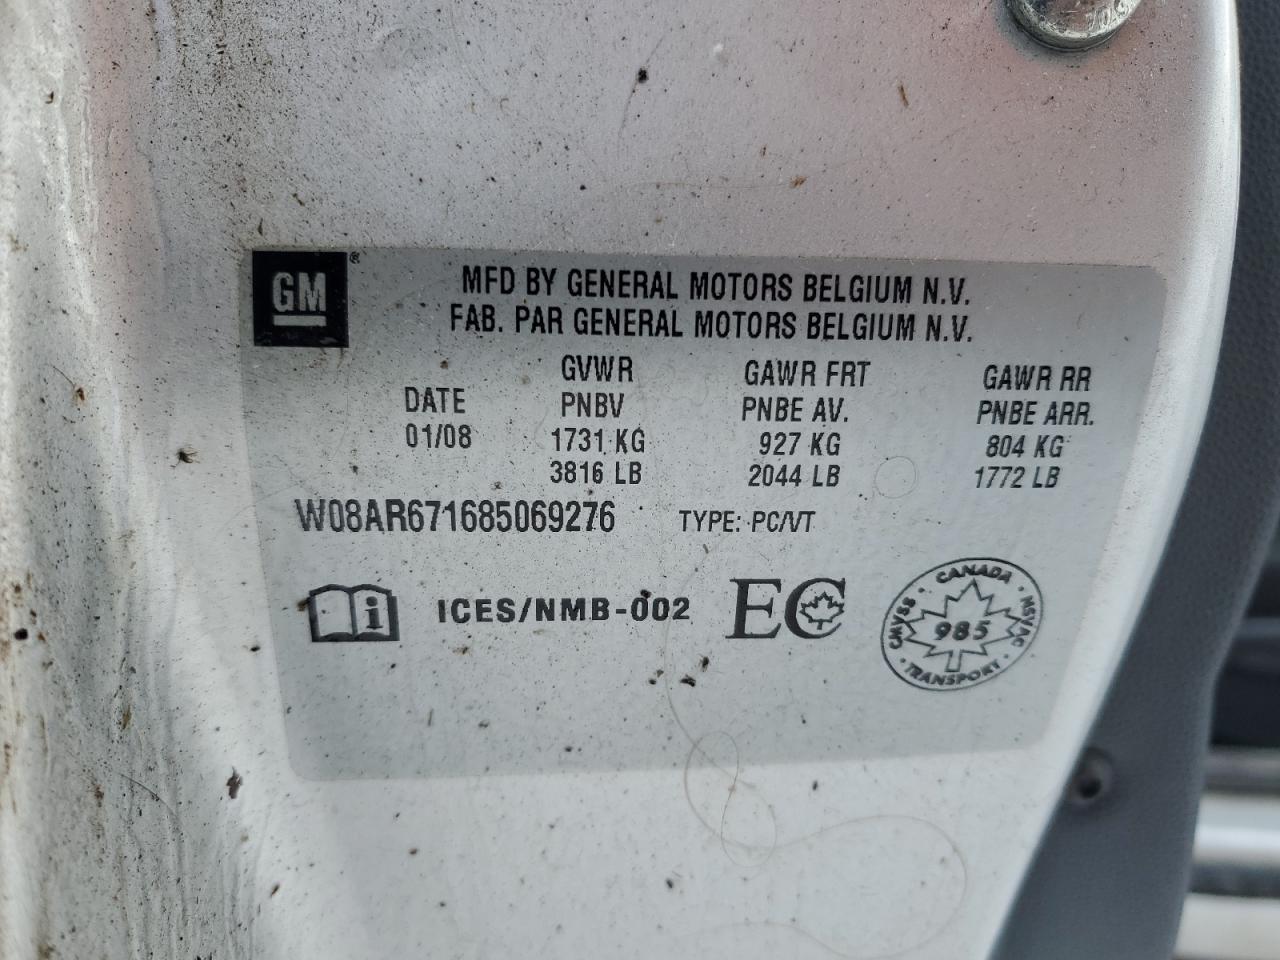 GM®
MFD BY GENERAL MOTORS BELGIUM N.V.
FAB. PAR GENERAL MOTORS BELGIUM N.V.
GVWR GAWR FRT GAWR RR
DATE PNBV PNBE AV. PNBE ARR.
01/08 1731 KG 927 KG 804 KG
3816 LB 2044 LB 1772 LB
W08AR671685069276 TYPE: PC/VT
i ICES/NMB-002 EC
CANADA
CMVSS 985 NSVAC
TRANSPORT